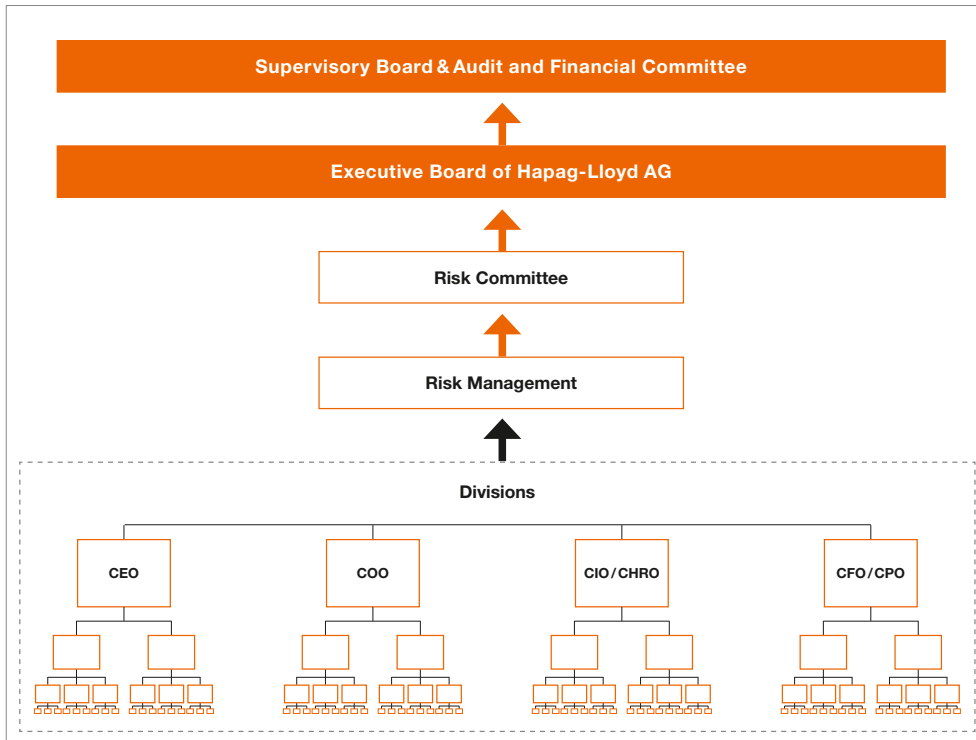 Supervisory Board & Audit and Financial Committee
Executive Board of Hapag-Lloyd AG
Risk Committee
Risk Management
Divisions
CEO
COO
CIO / CHRO
CFO / CPO